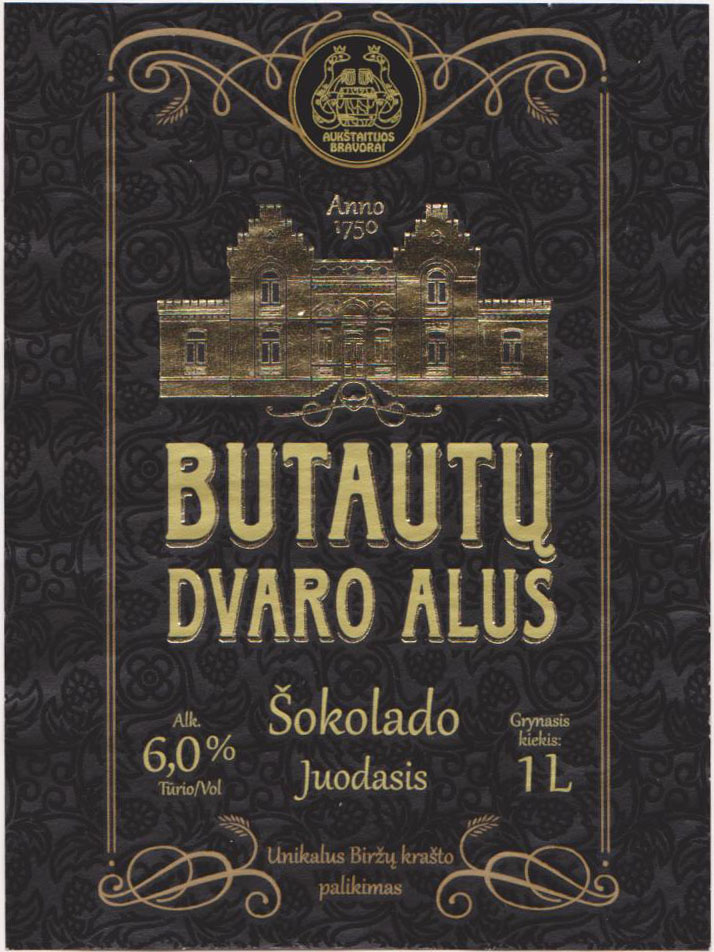 AUKŠTAITIJOS
BRAVORAI
Anno
1750
BUTAUTŲ
DVARO ALUS
Šokolado
Juodasis
Alk.
6,0%
Tūrio/Vol
Grynasis
kiekis:
1 L
Unikalus Biržų krašto
palikimas